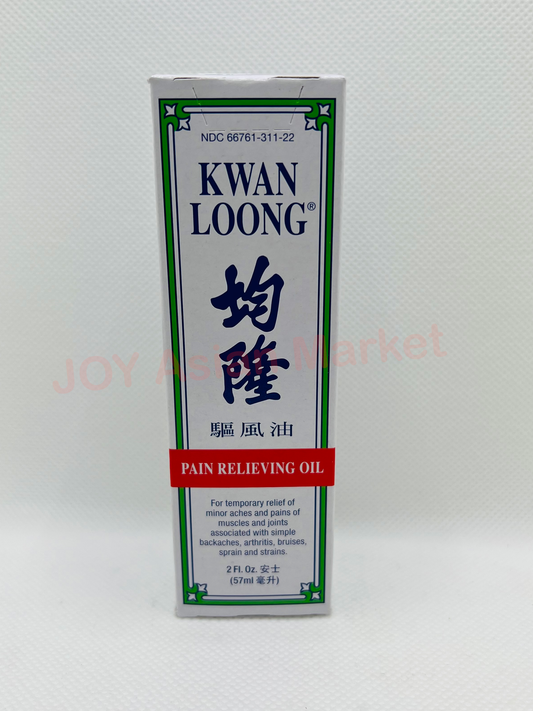 NDC 66761-311-22
KWAN
LOONG®
均
隆
驅風油
JOY Asian Market
PAIN RELIEVING OIL
For temporary relief of
minor aches and pains of
muscles and joints
associated with simple
backaches, arthritis, bruises,
sprain and strains.
2 Fl. Oz. 安士
(57ml 毫升)